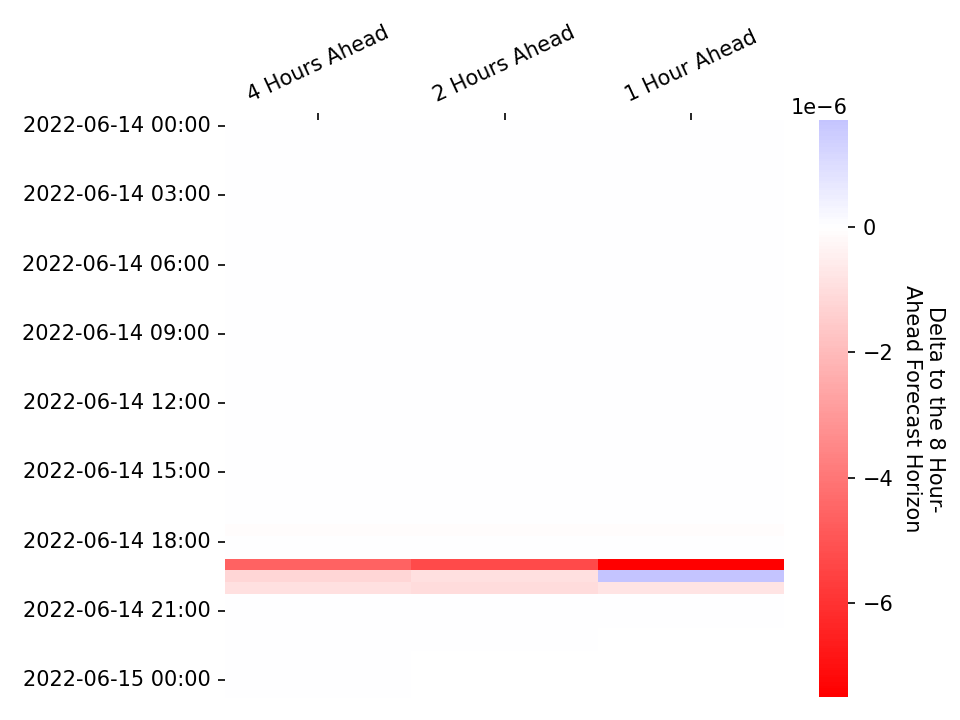 4 Hours Ahead
2 Hours Ahead
1 Hour Ahead
1e−6
2022-06-14 00:00
2022-06-14 03:00
2022-06-14 06:00
2022-06-14 09:00
2022-06-14 12:00
2022-06-14 15:00
2022-06-14 18:00
2022-06-14 21:00
2022-06-15 00:00
0
−2
−4
−6
Delta to the 8 Hour-
Ahead Forecast Horizon